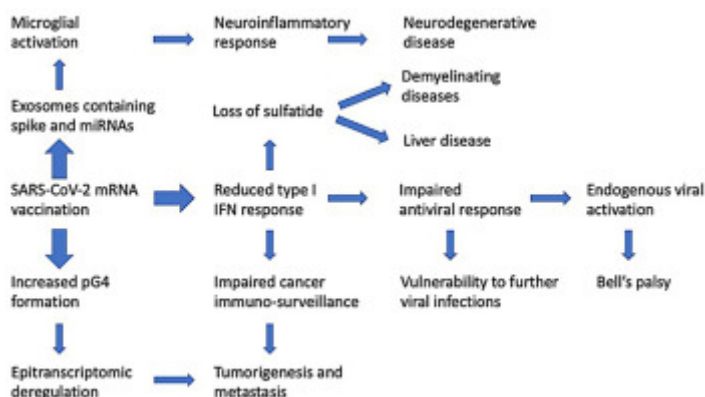 Microglial
activation
Neuroinflammatory
response
Neurodegenerative
disease
Demyelinating
diseases
Exosomes containing
spike and miRNAs
Loss of sulfatide
Liver disease
SARS-CoV-2 mRNA
vaccination
Reduced type I
IFN response
Impaired
antiviral response
Endogenous viral
activation
Increased pG4
formation
Impaired cancer
immuno-surveillance
Vulnerability to further
viral infections
Bell's palsy
Epitranscriptomic
deregulation
Tumorigenesis and
metastasis